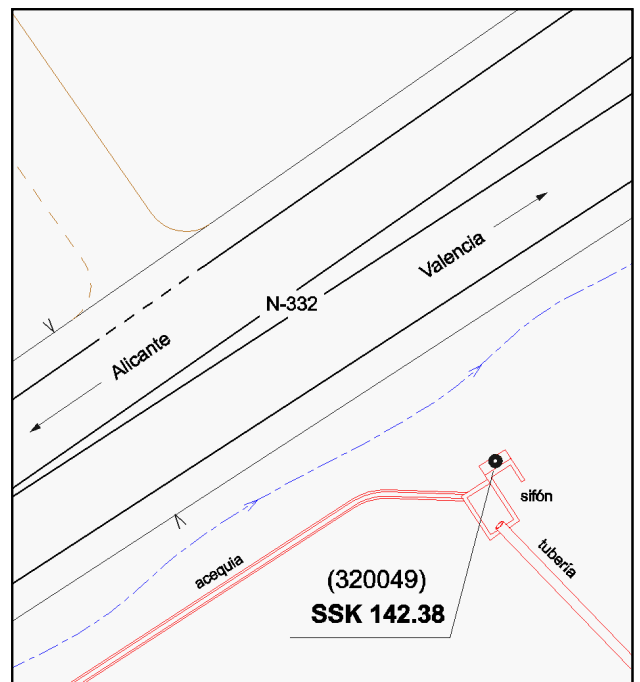 Valencia
N-332
Alicante
sifón
tubería
acequia
(320049)
SSK 142.38